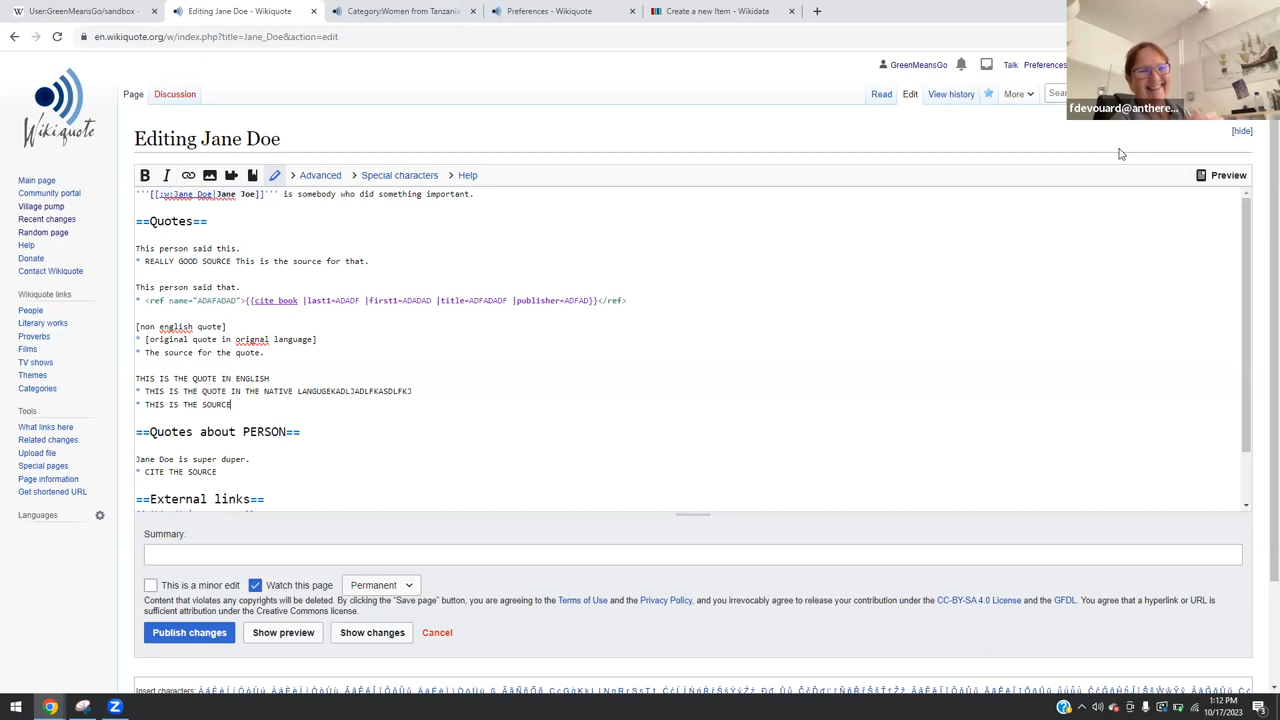 User:GreenMeansGo/sandbox -
Editing Jane Doe - Wikiquote
Category:Women from Tanzania
Preferences - Wikiquote
Create a new Item - Wikidata
en.wikiquote.org/w/index.php?title=Jane_Doe&action=edit
GreenMeansGo
Talk
Preferences
fdevouard@anthere...
Wikiquote
Page
Discussion
Read
Edit
View history
More
Sea
[hide]
Editing Jane Doe
B I
Advanced
Special characters
Help
Preview
'''[[:w:Jane Doe|Jane Joe]]''' is somebody who did something important.
==Quotes==
This person said this.
* REALLY GOOD SOURCE This is the source for that.
This person said that.
* <ref name="ADAFADAD">{{cite book |last1=ADADF |first1=ADADAD |title=ADFADADF |publisher=ADFAD}}</ref>
[non english quote]
* [original quote in orignal language]
* The source for the quote.
THIS IS THE QUOTE IN ENGLISH
* THIS IS THE QUOTE IN THE NATIVE LANGUGEKADLJADLFKASDLFKJ
* THIS IS THE SOURCE
==Quotes about PERSON==
Jane Doe is super duper.
* CITE THE SOURCE
==External links==
Main page
Community portal
Village pump
Recent changes
Random page
Help
Donate
Contact Wikiquote
Wikiquote links
People
Literary works
Proverbs
Films
TV shows
Themes
Categories
Tools
What links here
Related changes
Upload file
Special pages
Page information
Get shortened URL
Languages
Summary:
This is a minor edit
Watch this page
Permanent
Content that violates any copyrights will be deleted. By clicking the "Save page" button, you are agreeing to the Terms of Use and the Privacy Policy, and you irrevocably agree to release your contribution under the CC-BY-SA 4.0 License and the GFDL. You agree that a hyperlink or URL is
sufficient attribution under the Creative Commons license.
Publish changes
Show preview
Show changes
Cancel
Insert characters:
1:12 PM
10/17/2023